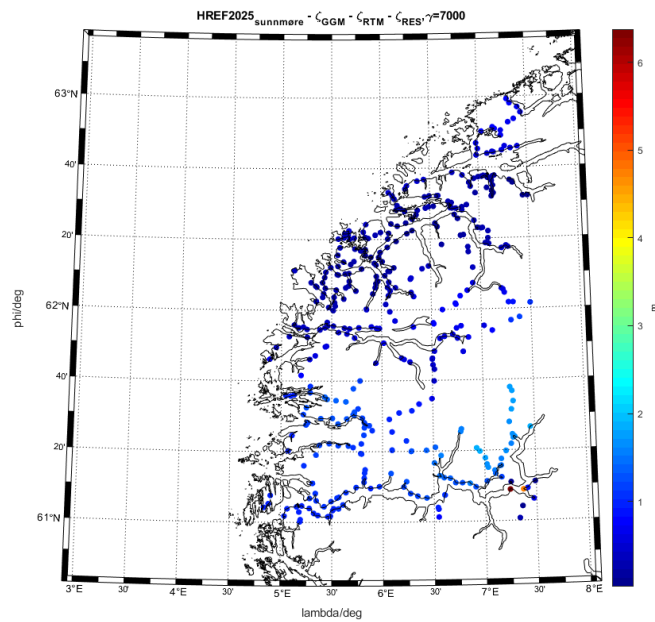 HREF2025sunnmøre - ζGGM - ζRTM - ζRES, γ=7000
63°N
40'
20'
62°N
40'
20'
61°N
3°E
30'
4°E
30'
5°E
30'
6°E
30'
7°E
30'
8°E
lambda/deg
phi/deg
6
5
4
3
2
1
m